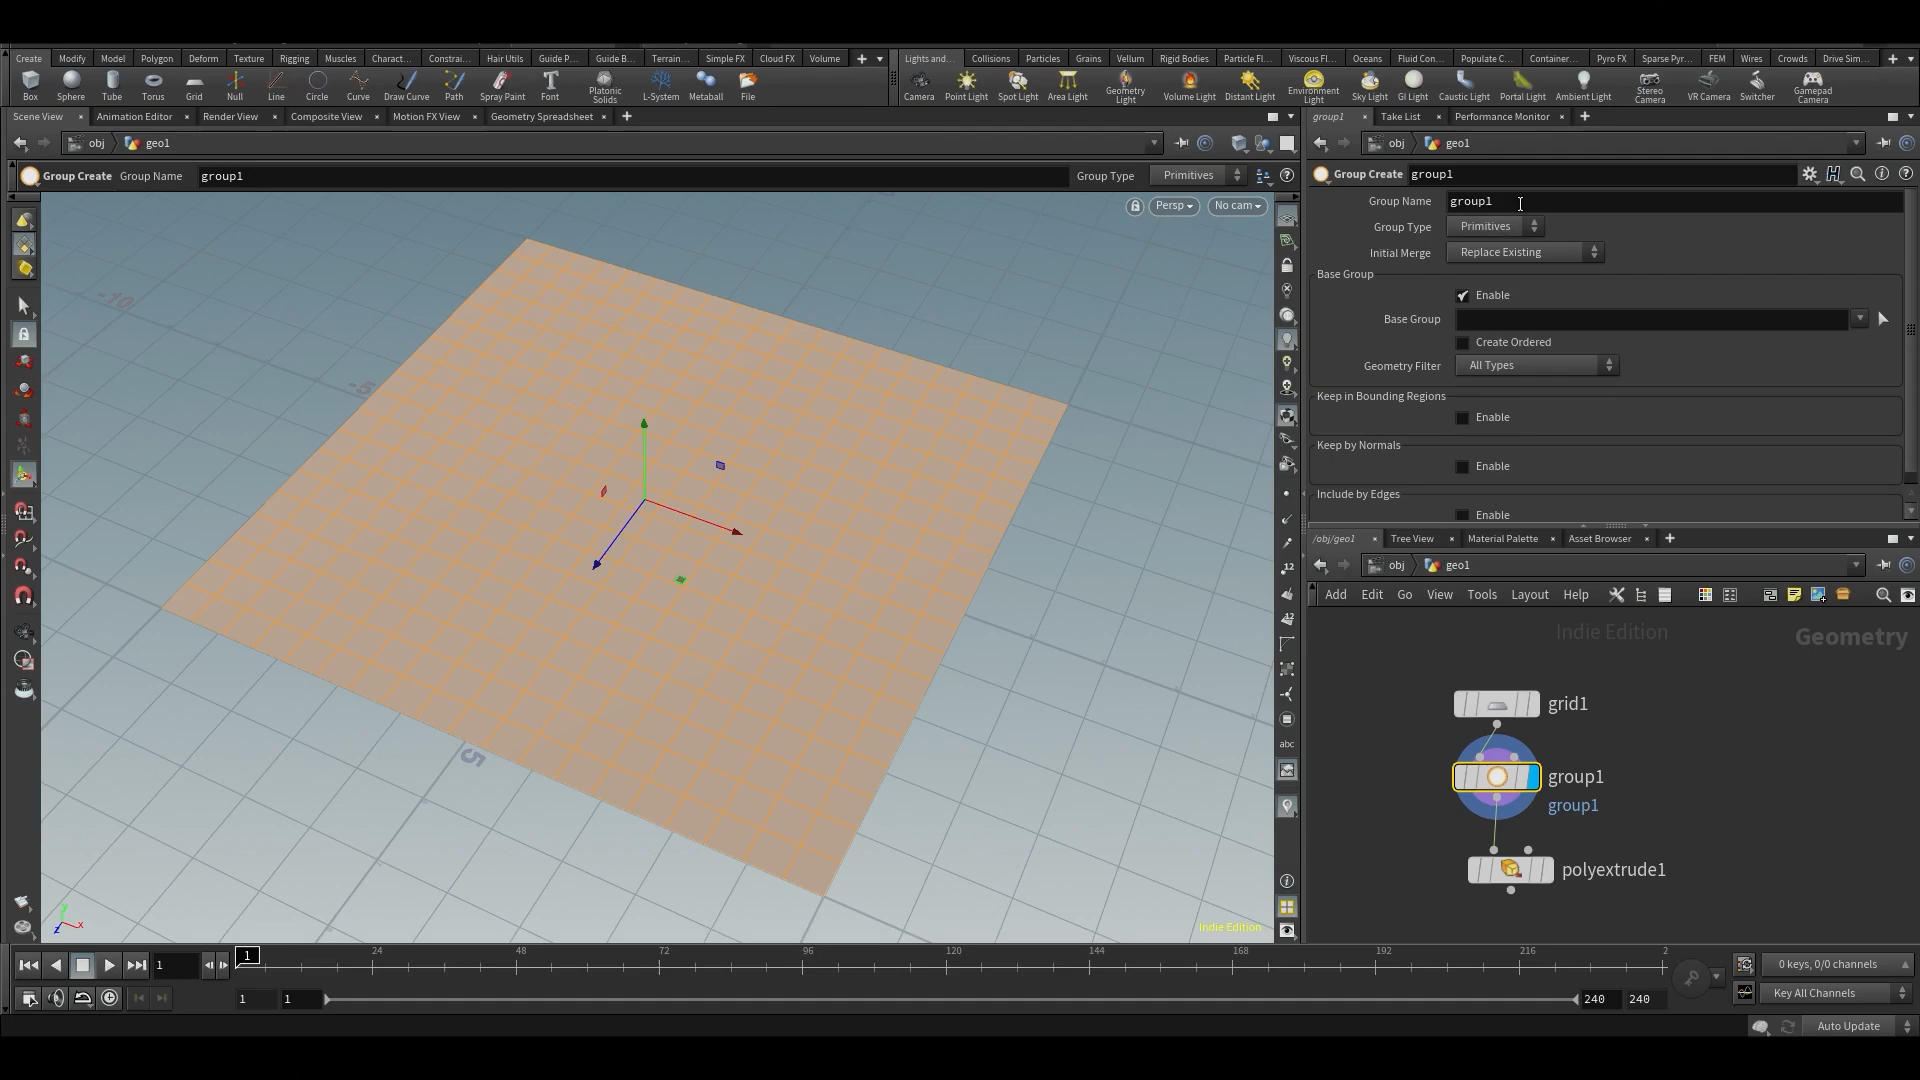 Create Modify Model Polygon Deform Texture Rigging Muscles Charact... Constrai... Hair Utils Guide P... Guide B... Terrain... Simple FX Cloud FX Volume
Lights and... Collisions Particles Grains Vellum Rigid Bodies Particle Fl... Viscous Fl... Oceans Fluid Con... Populate C... Container... Pyro FX Sparse Pyr... FEM Wires Crowds Drive Sim...
Box Sphere Tube Torus Grid Null Line Circle Curve Draw Curve Path Spray Paint Font Platonic Solids L-System Metaball File
Camera Point Light Spot Light Area Light Geometry Light Volume Light Distant Light Environment Light Sky Light GI Light Caustic Light Portal Light Ambient Light Stereo Camera VR Camera Switcher Gamepad Camera
Scene View Animation Editor Render View Composite View Motion FX View Geometry Spreadsheet
group1 Take List Performance Monitor
obj geo1
obj geo1
Group Create Group Name group1 Group Type Primitives
Group Create group1
Persp No cam
Group Name group1
Group Type Primitives
Initial Merge Replace Existing
Base Group
Enable
Base Group
Create Ordered
Geometry Filter All Types
Keep in Bounding Regions
Enable
Keep by Normals
Enable
Include by Edges
Enable
-10
-5
5
12
12
abc
z x
Indie Edition
/obj/geo1 Tree View Material Palette Asset Browser
obj geo1
Add Edit Go View Tools Layout Help
Indie Edition Geometry
grid1
group1
group1
polyextrude1
1 1 24 48 72 96 120 144 168 192 216 2
0 keys, 0/0 channels
1 1 240 240
Key All Channels
Auto Update